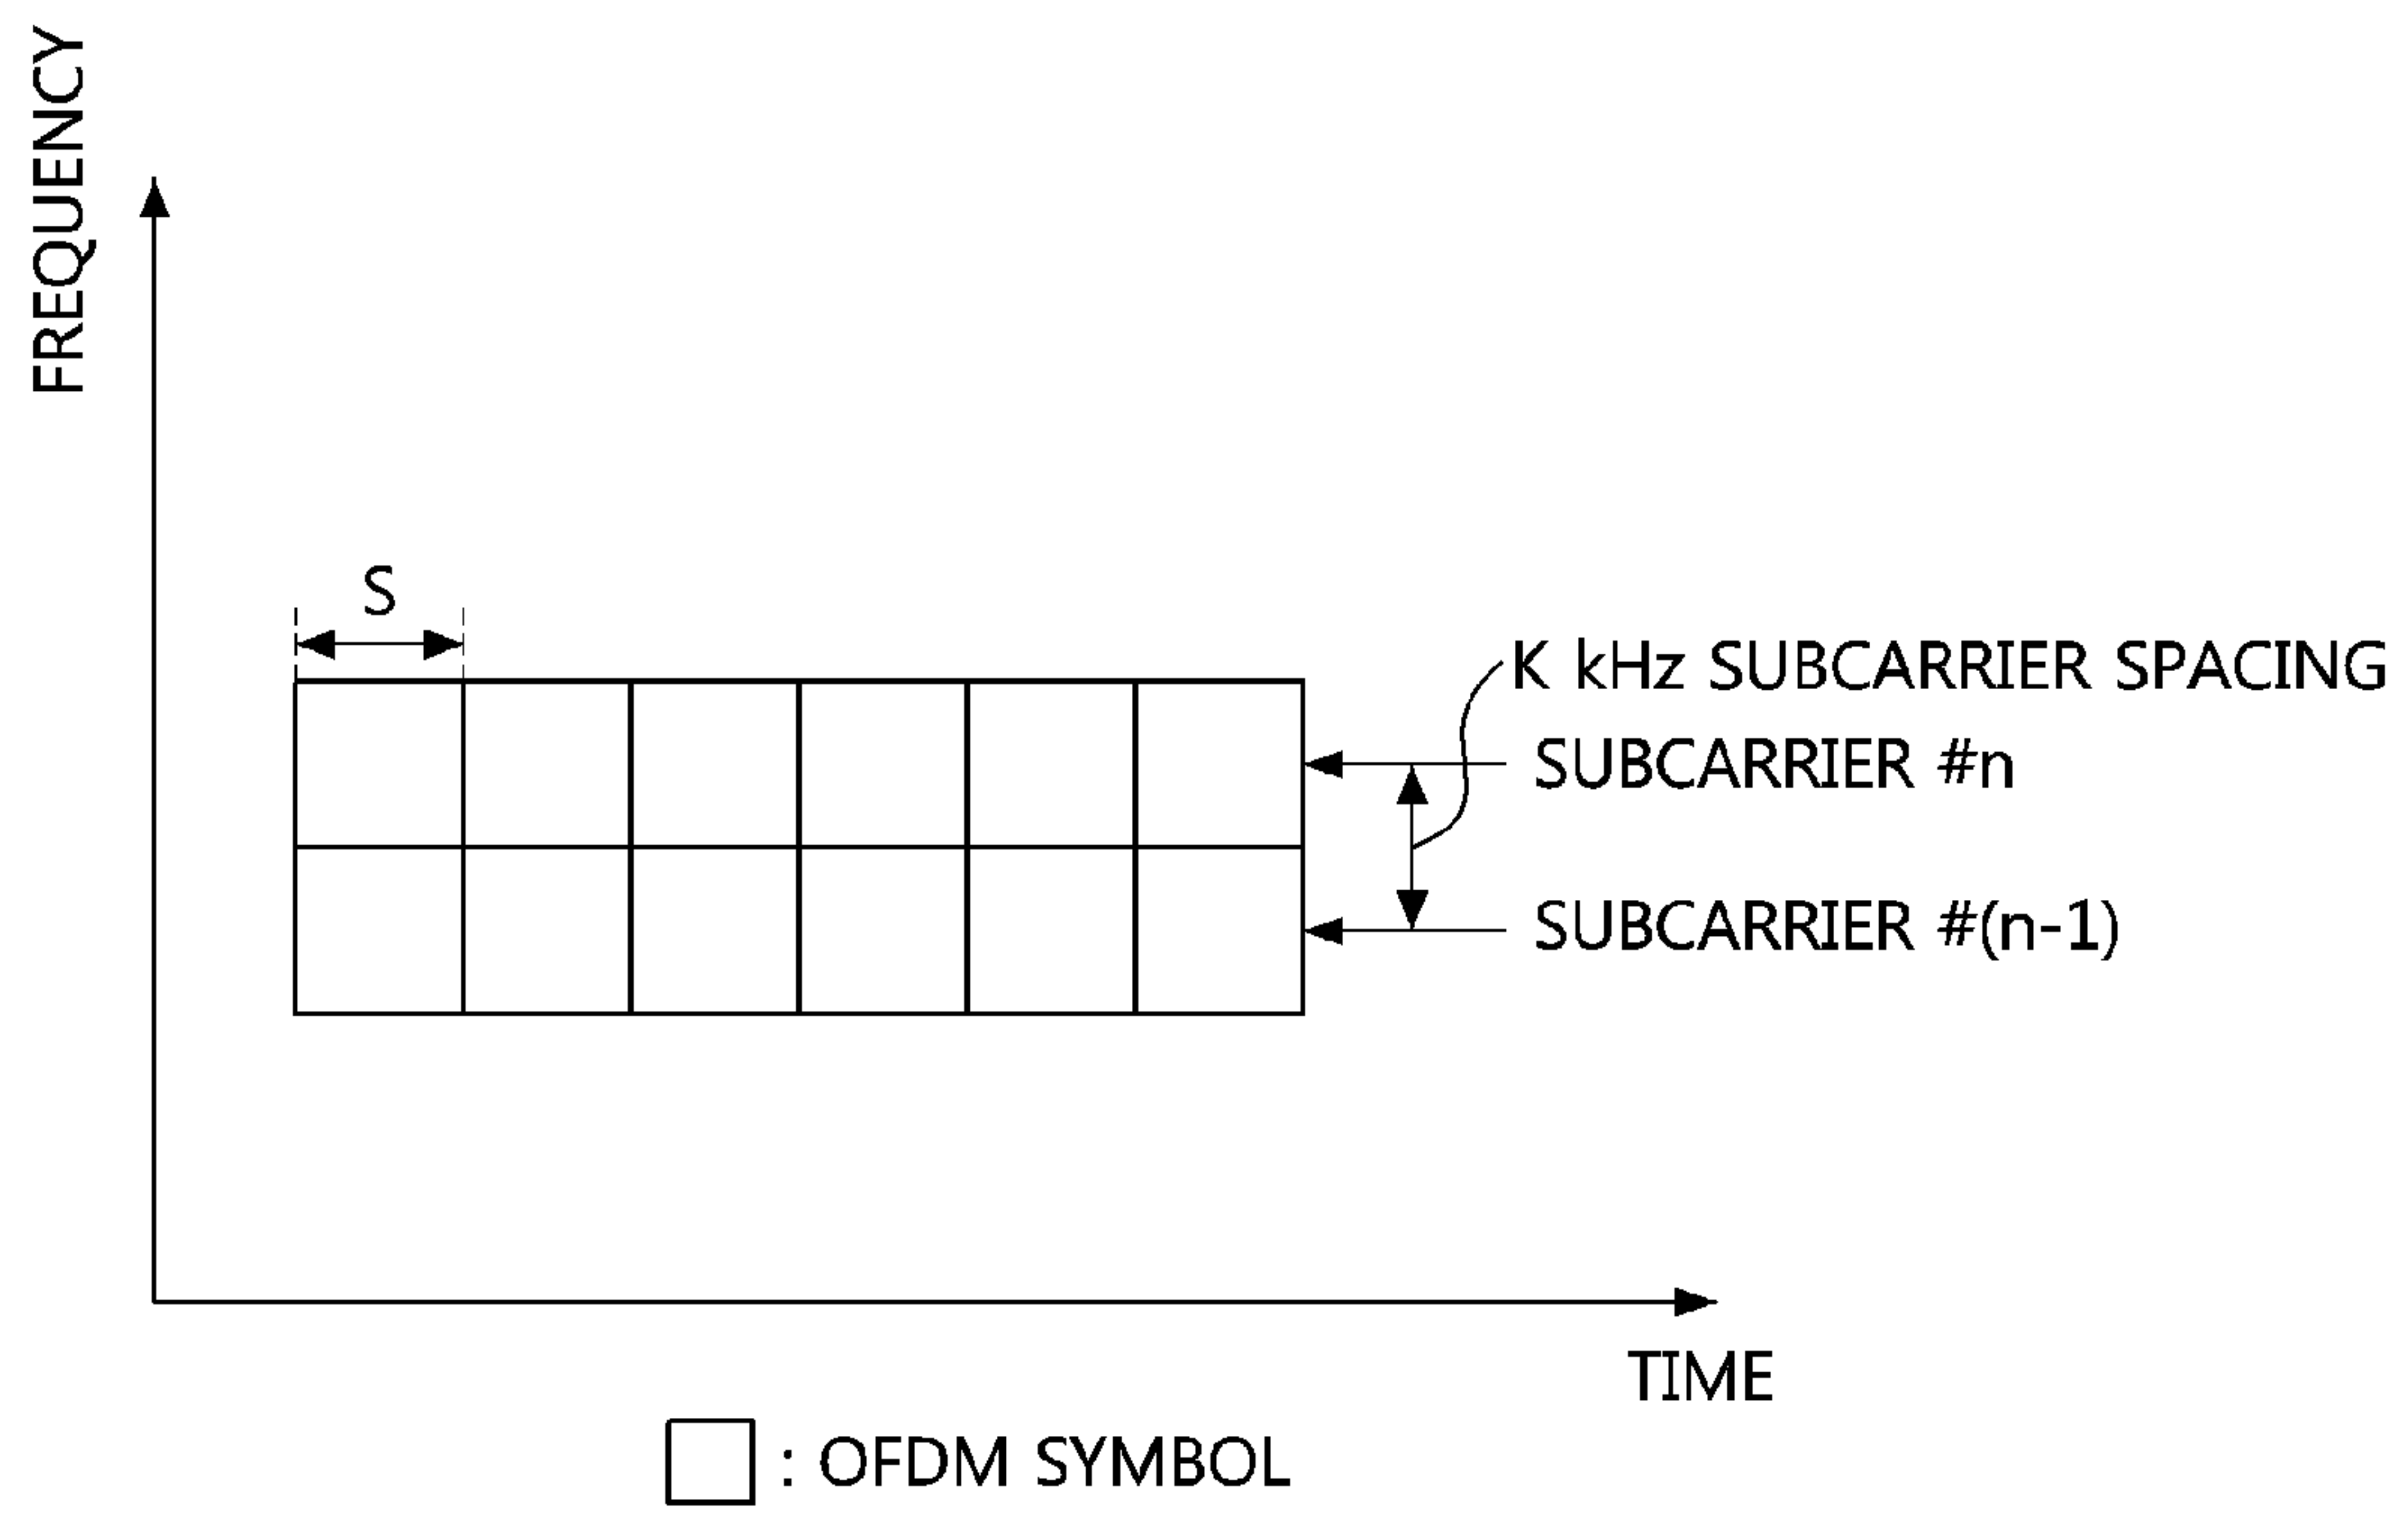 FREQUENCY
S
K kHz SUBCARRIER SPACING
SUBCARRIER #n
SUBCARRIER #(n-1)
TIME
: OFDM SYMBOL